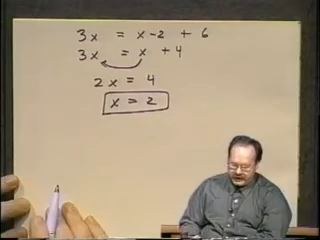 3x = x - 2 + 6
3x = x + 4
2x = 4
x = 2